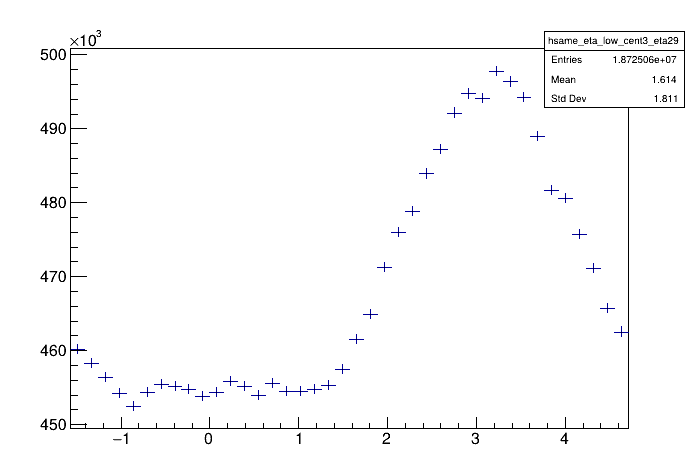 ×10³
hsame_eta_low_cent3_eta29
Entries 1.872506e+07
Mean 1.614
Std Dev 1.811
500
490
480
470
460
450
−1 0 1 2 3 4